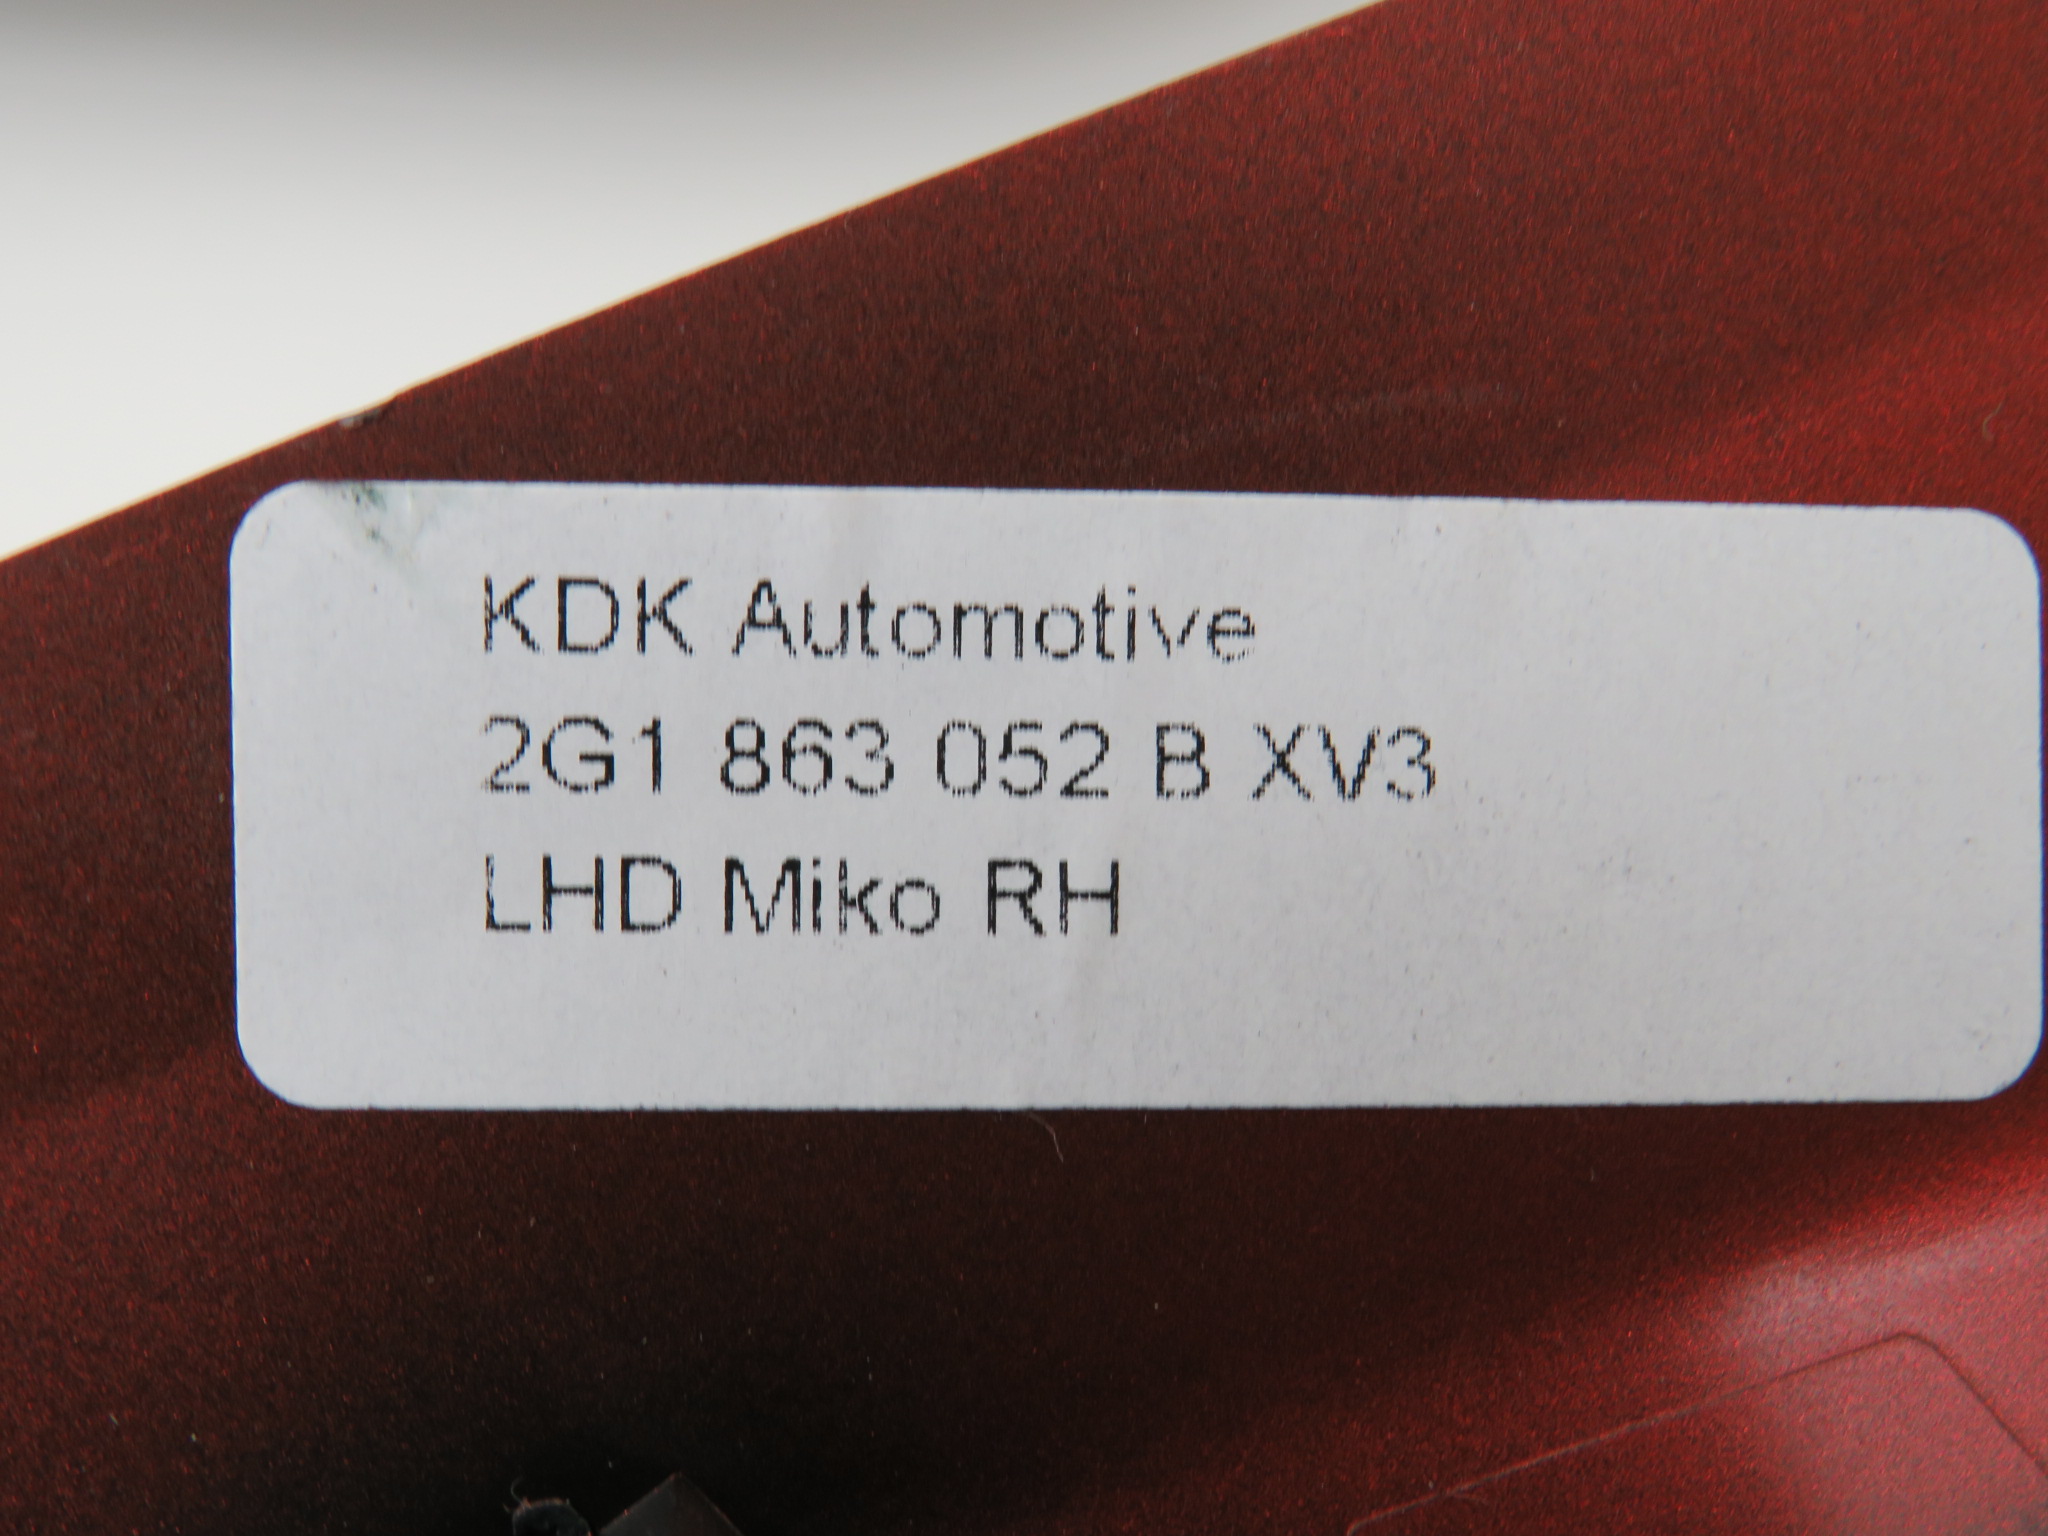 KDK Automotive
2G1 863 052 B XV3
LHD Miko RH